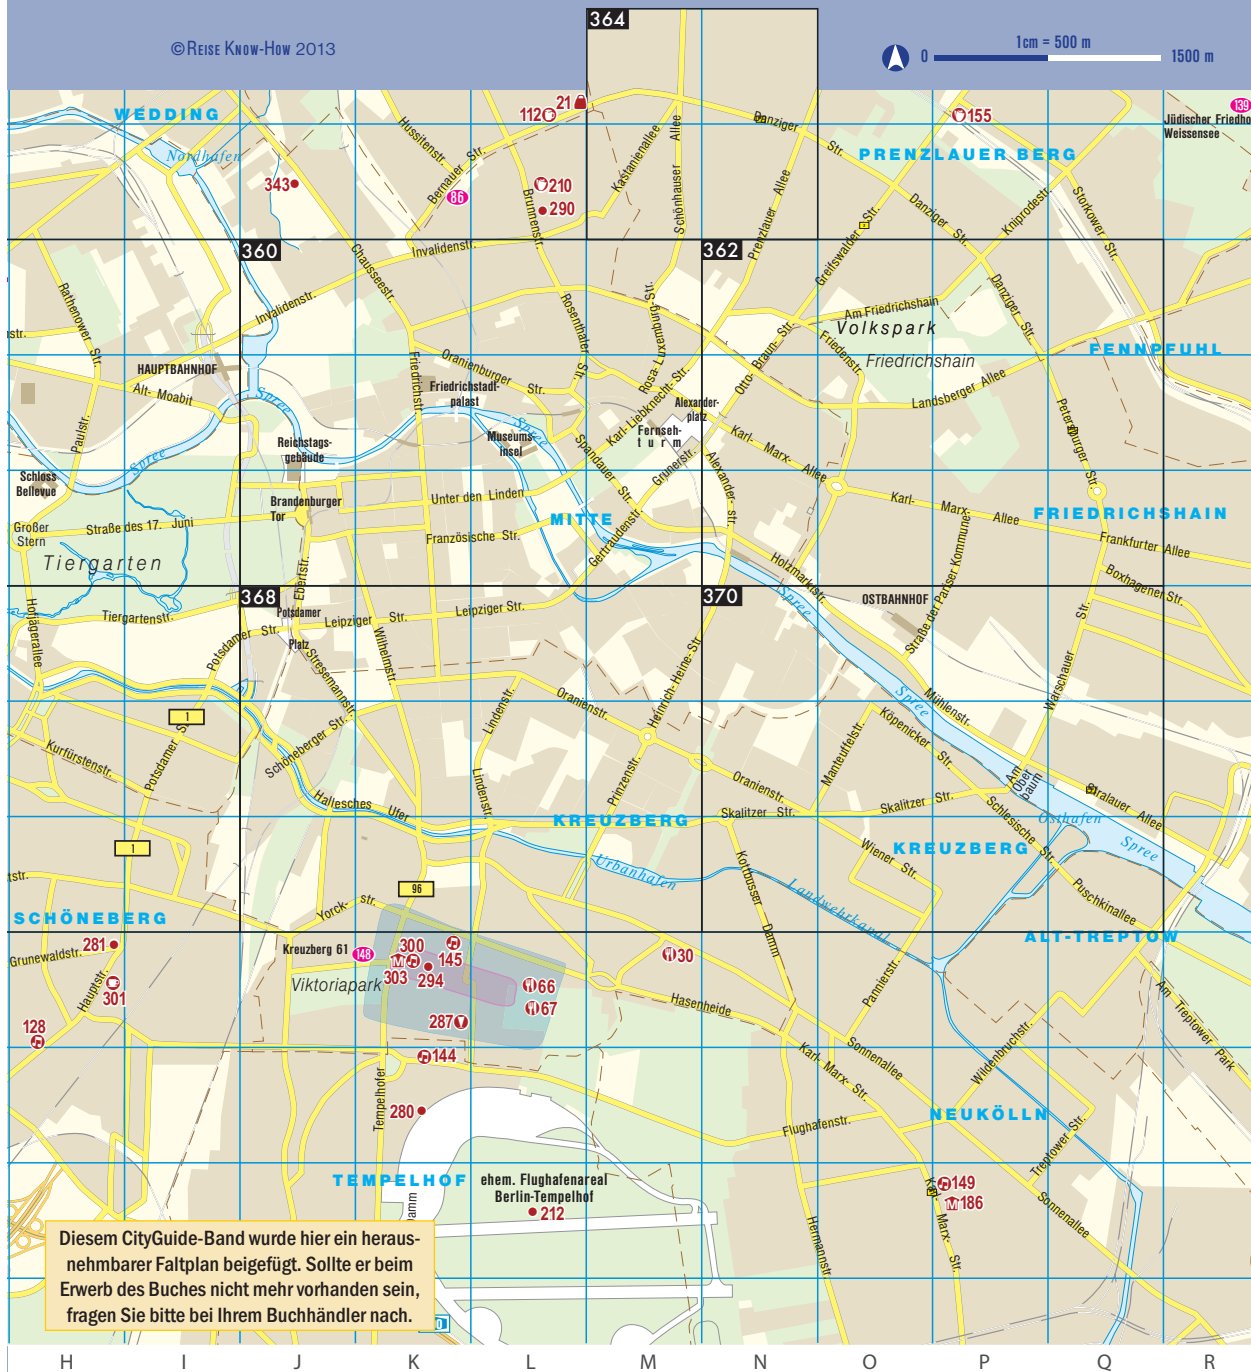 364
©REISE KNOW-HOW 2013
1cm = 500 m
0
1500 m
WEDDING
Nordhafen
Hussitenstr.
Bernauer Str.
21
112
Kastanienallee
Schönhauser Allee
Danziger Str.
155
139
Jüdischer Friedho
Weissensee
PRENZLAUER BERG
343
86
210
290
Brunnenstr.
Prenzlauer Allee
Greifswalder Str.
Danziger Str.
Kniprodestr.
Storkower Str.
360
362
Invalidenstr.
Chausseestr.
Rathenower Str.
Invalidenstr.
Rosenthaler Str.
Rosa-Luxemburg-Str.
Am Friedrichshain
Volkspark
Friedrichshain
Danziger Str.
FENNPFUHL
nstr.
HAUPTBAHNHOF
Alt- Moabit
Friedrichstr.
Oranienburger Str.
Friedrichstadt-
palast
Karl-Liebknecht-Str.
Otto-Braun-Str.
Friedenstr.
Landsberger Allee
Alexander-
platz
Fernseh-
turm
Petersburger Str.
Paulstr.
Spree
Spree
Spree
Reichstags-
gebäude
Museums-
insel
Spandauer Str.
Grunerstr.
Karl- Marx- Allee
Alexander- str.
Schloss
Bellevue
Brandenburger
Tor
Unter den Linden
Karl- Marx- Allee
FRIEDRICHSHAIN
Großer
Stern
Straße des 17. Juni
MITTE
Französische Str.
Gertraudenstr.
Frankfurter Allee
Tiergarten
Ebertstr.
Holzmarktstr.
Straße der Pariser Kommune
Boxhagener Str.
368
370
Hofjägerallee
Tiergartenstr.
Potsdamer Str.
Potsdamer
Platz
Leipziger Str.
Leipziger Str.
Wilhelmstr.
Stresemannstr.
Spree
OSTBAHNHOF
Warschauer Str.
Heinrich-Heine-Str.
Lindenstr.
Oranienstr.
Spree
Mühlenstr.
1
Kurfürstenstr.
Potsdamer Str.
Schöneberger Str.
Köpenicker Str.
Manteuffelstr.
Hallesches Ufer
Lindenstr.
Prinzenstr.
Oranienstr.
Skalitzer Str.
Skalitzer Str.
Am
Ober
baum
Stralauer Allee
Osthafen
Spree
Schlesische Str.
KREUZBERG
KREUZBERG
1
Urbanhafen
Kottbusser Damm
Landwehrkanal
Wiener Str.
Puschkinallee
tstr.
96
Yorck- str.
SCHÖNEBERG
ALT-TREPTOW
281
Grunewaldstr.
Kreuzberg 61
148
300
145
303
294
30
Viktoriapark
66
67
Hauptstr.
301
Hasenheide
Pannierstr.
Am Treptower Park
128
287
144
Karl- Marx- Str.
Sonnenallee
Wildenbruchstr.
Tempelhofer
280
Flughafenstr.
NEUKÖLLN
Treptower Str.
TEMPELHOF
ehem. Flughafenareal
Berlin-Tempelhof
212
Damm
149
186
Karl- Marx- Str.
Sonnenallee
Hermannstr.
Diesem CityGuide-Band wurde hier ein heraus-
nehmbarer Faltplan beigefügt. Sollte er beim
Erwerb des Buches nicht mehr vorhanden sein,
fragen Sie bitte bei Ihrem Buchhändler nach.
H I J K L M N O P Q R